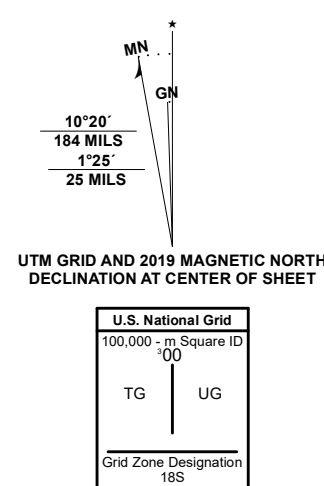 ★
MN
GN
10°20´
184 MILS
1°25´
25 MILS
UTM GRID AND 2019 MAGNETIC NORTH
DECLINATION AT CENTER OF SHEET
U.S. National Grid
100,000 - m Square ID
³00
TG UG
Grid Zone Designation
18S